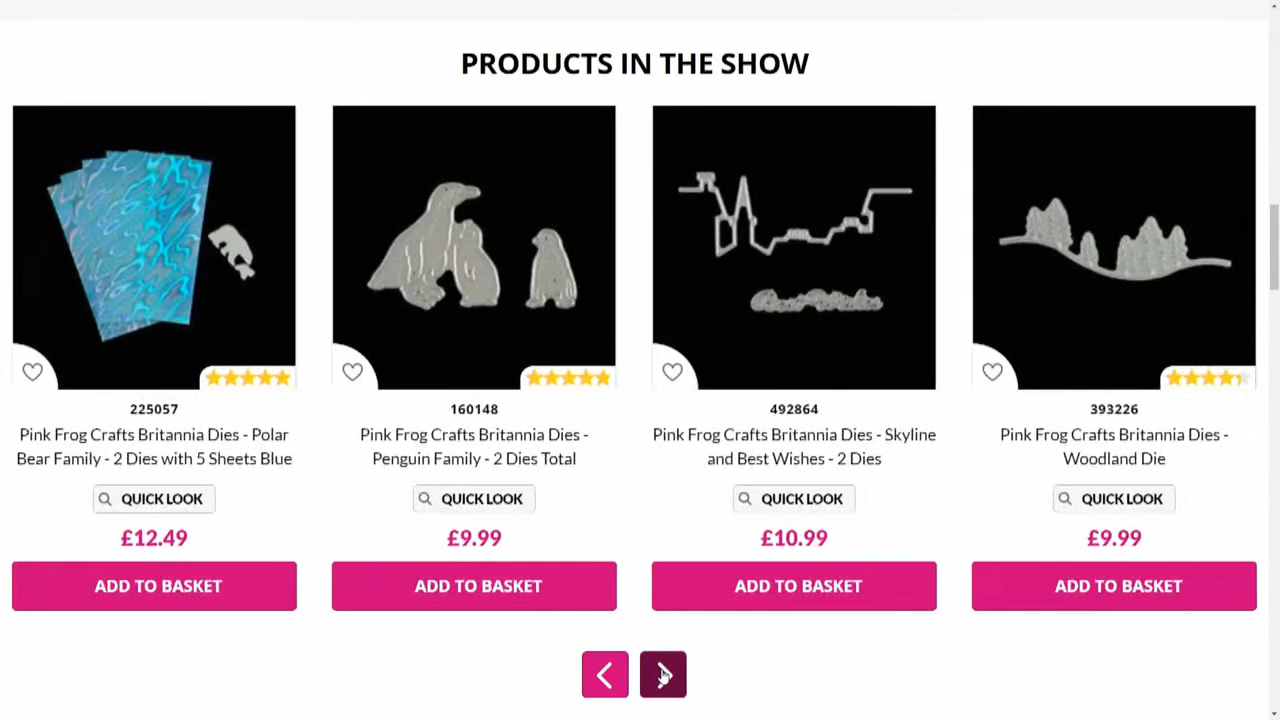 PRODUCTS IN THE SHOW
225057
Pink Frog Crafts Britannia Dies - Polar
Bear Family - 2 Dies with 5 Sheets Blue
QUICK LOOK
£12.49
ADD TO BASKET
160148
Pink Frog Crafts Britannia Dies -
Penguin Family - 2 Dies Total
QUICK LOOK
£9.99
ADD TO BASKET
Best Wishes
492864
Pink Frog Crafts Britannia Dies - Skyline
and Best Wishes - 2 Dies
QUICK LOOK
£10.99
ADD TO BASKET
393226
Pink Frog Crafts Britannia Dies -
Woodland Die
QUICK LOOK
£9.99
ADD TO BASKET